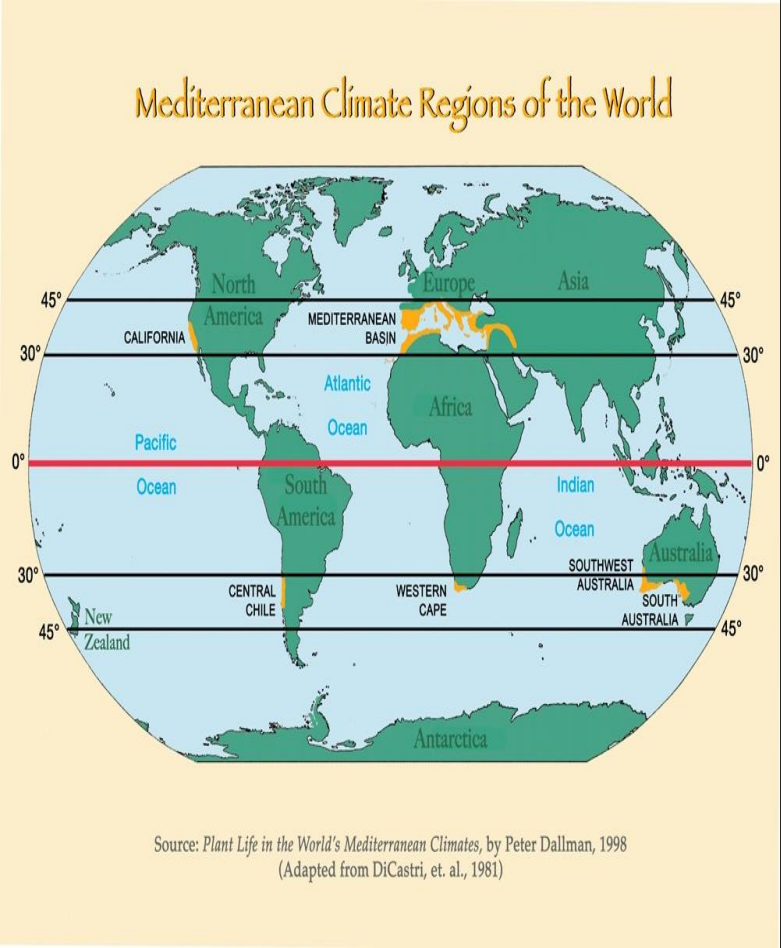 Mediterranean Climate Regions of the World
North
America
Europe
Asia
45°
45°
CALIFORNIA
MEDITERRANEAN
BASIN
30°
30°
Atlantic
Ocean
Africa
Pacific
Ocean
0°
0°
South
America
Indian
Ocean
SOUTHWEST
AUSTRALIA
Australia
30°
30°
CENTRAL
CHILE
WESTERN
CAPE
SOUTH
AUSTRALIA
New
Zealand
45°
45°
Antarctica
Source: Plant Life in the World's Mediterranean Climates, by Peter Dallman, 1998
(Adapted from DiCastri, et. al., 1981)